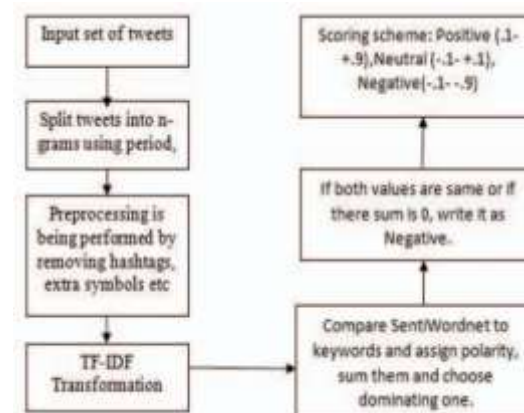 Input set of tweets
Split tweets into n-
grams using period,
Preprocessing is
being performed by
removing hashtags,
extra symbols etc
TF-IDF
Transformation
Compare SentiWordnet to
keywords and assign polarity,
sum them and choose
dominating one.
If both values are same or if
there sum is 0, write it as
Negative.
Scoring scheme: Positive (.1-
+.9),Neutral (-.1- +.1),
Negative(-.1- -.9)